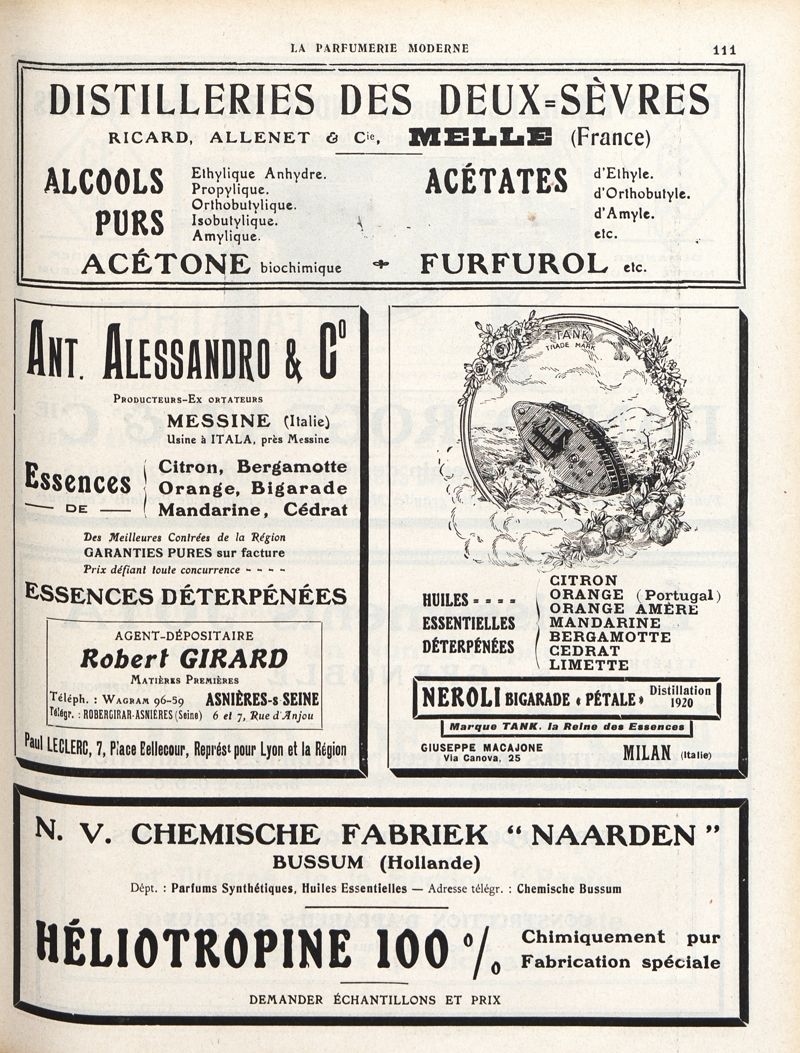 LA PARFUMERIE MODERNE 111
DISTILLERIES DES DEUX=SÈVRES
RICARD, ALLENET & Cie, MELLE (France)
ALCOOLS PURS
Ethylique Anhydre.
Propylique.
Orthobutylique.
Isobutylique.
Amylique.
ACÉTATES
d'Ethyle.
d'Orthobutyle.
d'Amyle.
etc.
ACÉTONE biochimique FURFUROL etc.
ANT. ALESSANDRO & Co
PRODUCTEURS-EX ORTATEURS
MESSINE (Italie)
Usine à ITALA, près Messine
Essences
— DE —
Citron, Bergamotte
Orange, Bigarade
Mandarine, Cédrat
Des Meilleures Contrées de la Région
GARANTIES PURES sur facture
Prix défiant toute concurrence - - - -
ESSENCES DÉTERPÉNÉES
AGENT-DÉPOSITAIRE
Robert GIRARD
MATIÈRES PREMIÈRES
Téléph. : WAGRAM 96-59 ASNIÈRES-s SEINE
Télégr. : ROBERGIRAR-ASNIÈRES (Seine) 6 et 7, Rue d'Anjou
Paul LECLERC, 7, Place Bellecour, Représt pour Lyon et la Région
TANK
TRADE MARK
HUILES - - - -
ESSENTIELLES
DÉTERPÉNÉES
CITRON
ORANGE (Portugal)
ORANGE AMÈRE
MANDARINE
BERGAMOTTE
CEDRAT
LIMETTE
NEROLI BIGARADE « PÉTALE » Distillation 1920
Marque TANK. la Reine des Essences
GIUSEPPE MACAJONE
Via Canova, 25
MILAN (Italie)
N. V. CHEMISCHE FABRIEK “ NAARDEN ”
BUSSUM (Hollande)
Dépt. : Parfums Synthétiques, Huiles Essentielles — Adresse télégr. : Chemische Bussum
HÉLIOTROPINE 100 %
Chimiquement pur
Fabrication spéciale
DEMANDER ÉCHANTILLONS ET PRIX